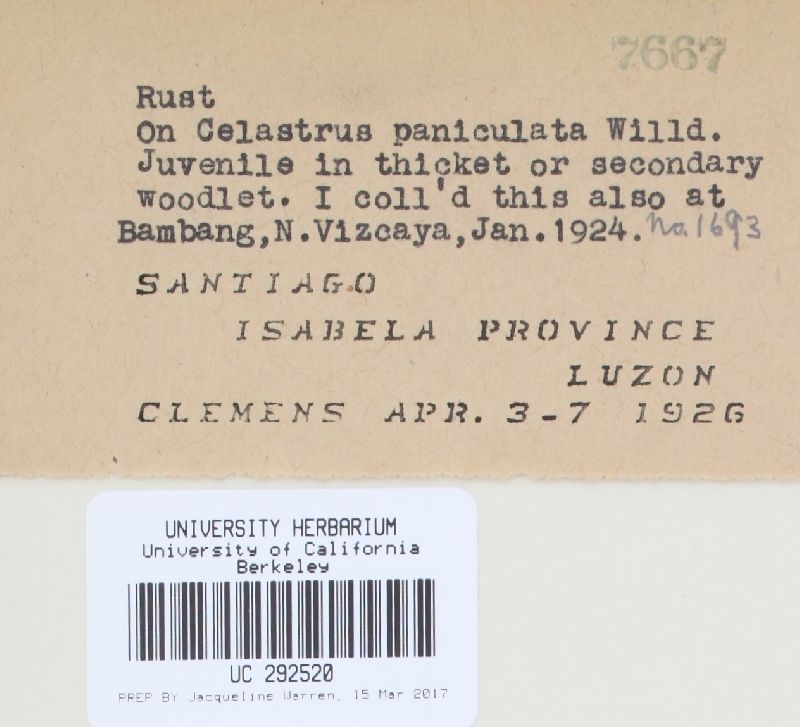 7667
Rust
On Celastrus paniculata Willd.
Juvenile in thicket or secondary
woodlet. I coll'd this also at
Bambang,N.Vizcaya,Jan.1924. No. 1693
SANTIAGO
ISABELA PROVINCE
LUZON
CLEMENS APR. 3-7 1926
UNIVERSITY HERBARIUM
University of California
Berkeley
UC 292520
PREP BY Jacqueline Warren, 15 Mar 2017